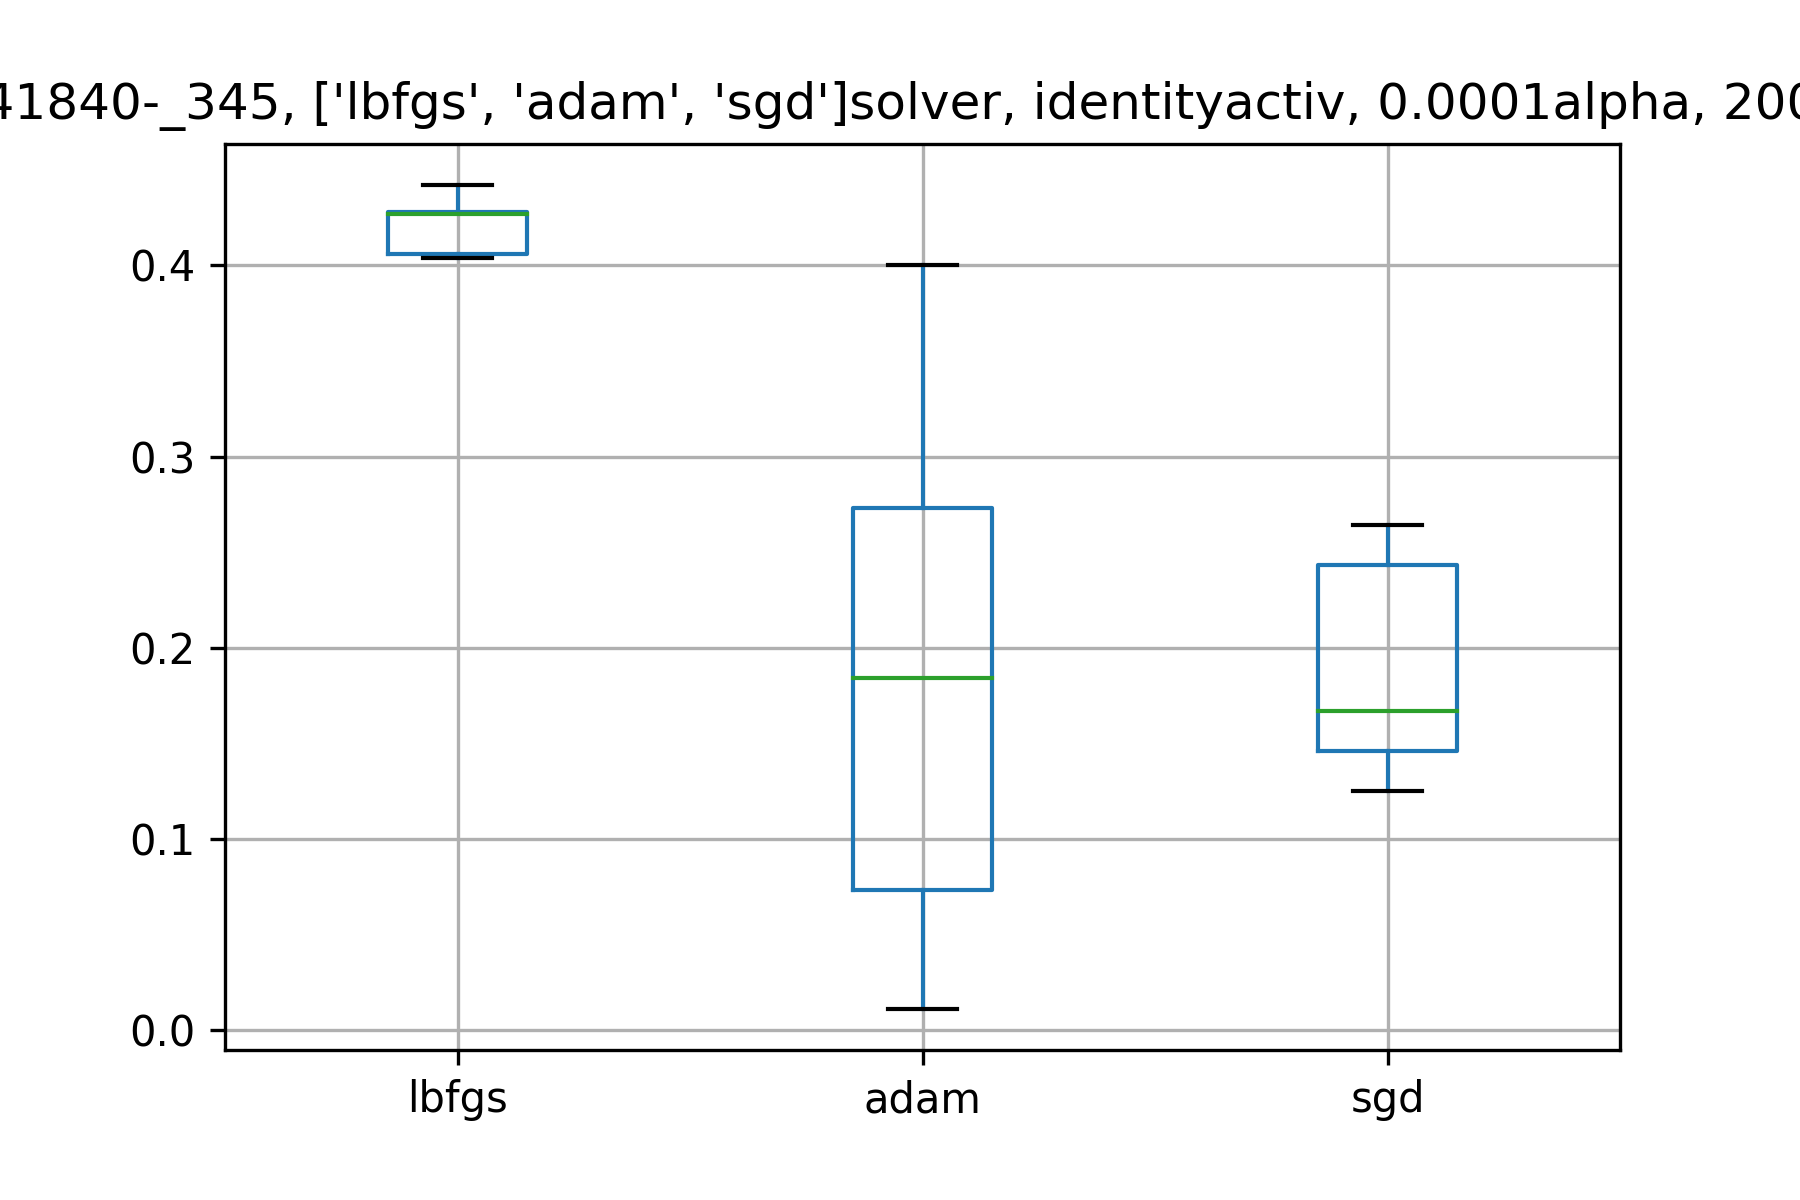 41840-_345, ['lbfgs', 'adam', 'sgd']solver, identityactiv, 0.0001alpha, 200
0.4
0.3
0.2
0.1
0.0
lbfgs adam sgd